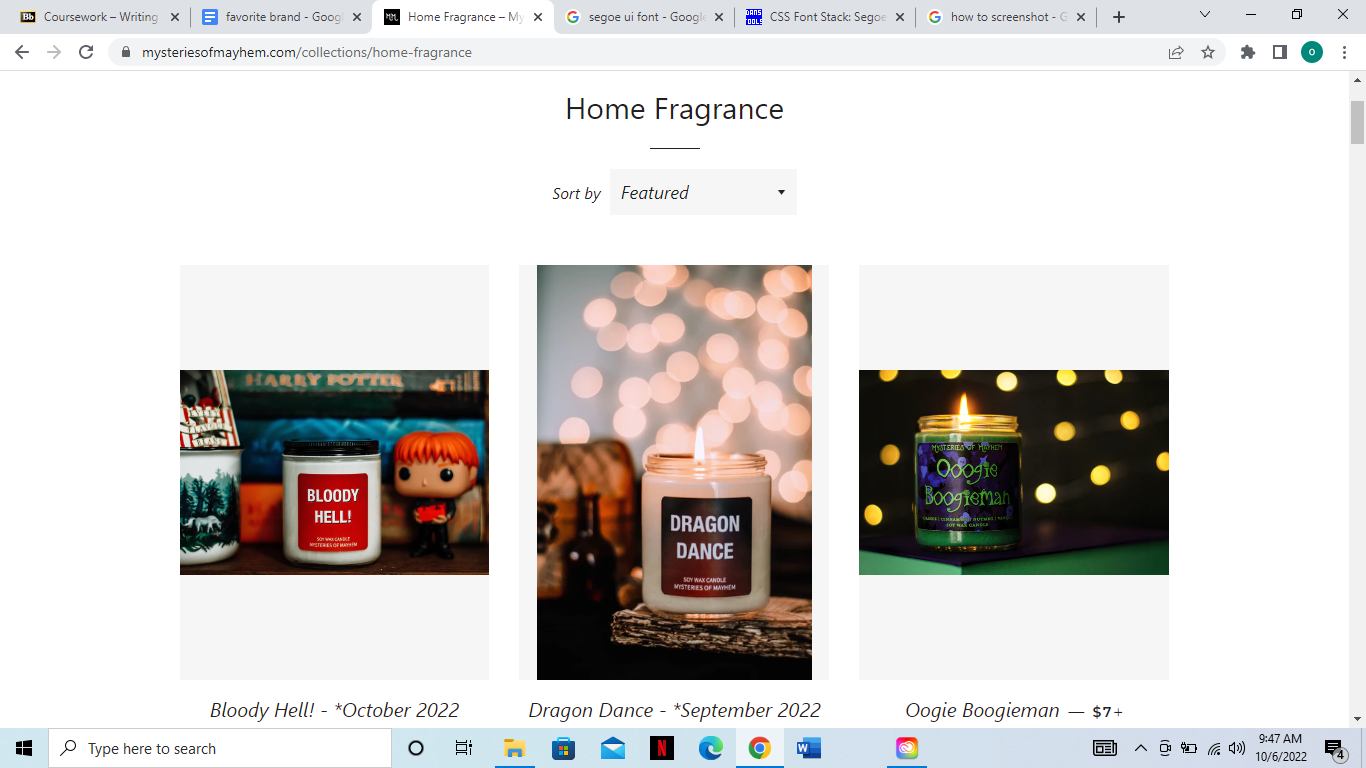 Coursework – Writing
favorite brand - Goog
Home Fragrance – My
segoe ui font - Google
CSS Font Stack: Segoe
how to screenshot - G
mysteriesofmayhem.com/collections/home-fragrance
Home Fragrance
Sort by
Featured
HARRY POTTER
BLOODY
HELL!
SOY WAX CANDLE
MYSTERIES OF MAYHEM
DRAGON
DANCE
SOY WAX CANDLE
MYSTERIES OF MAYHEM
MYSTERIES OF MAYHEM
Ooogie
Boogieman
SOY WAX CANDLE
Bloody Hell! - *October 2022
Dragon Dance - *September 2022
Oogie Boogieman — $7+
Type here to search
9:47 AM
10/6/2022
4